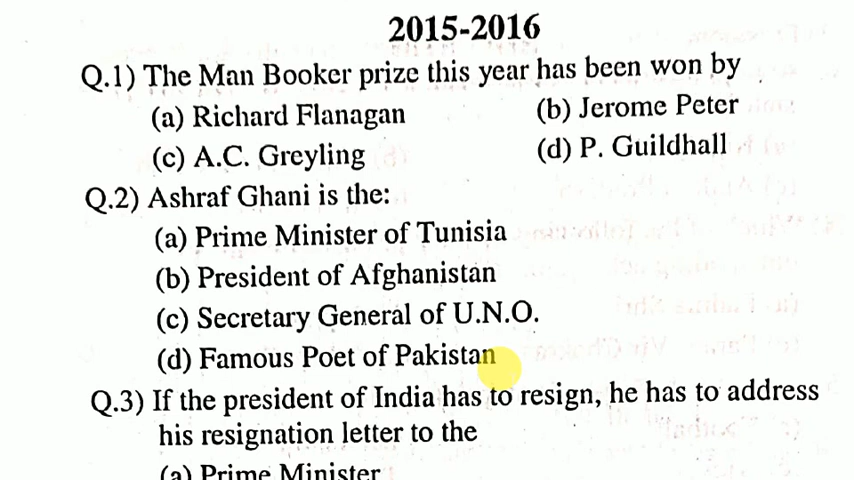 2015-2016
Q.1) The Man Booker prize this year has been won by
(a) Richard Flanagan (b) Jerome Peter
(c) A.C. Greyling (d) P. Guildhall
Q.2) Ashraf Ghani is the:
(a) Prime Minister of Tunisia
(b) President of Afghanistan
(c) Secretary General of U.N.O.
(d) Famous Poet of Pakistan
Q.3) If the president of India has to resign, he has to address
his resignation letter to the
(a) Prime Minister